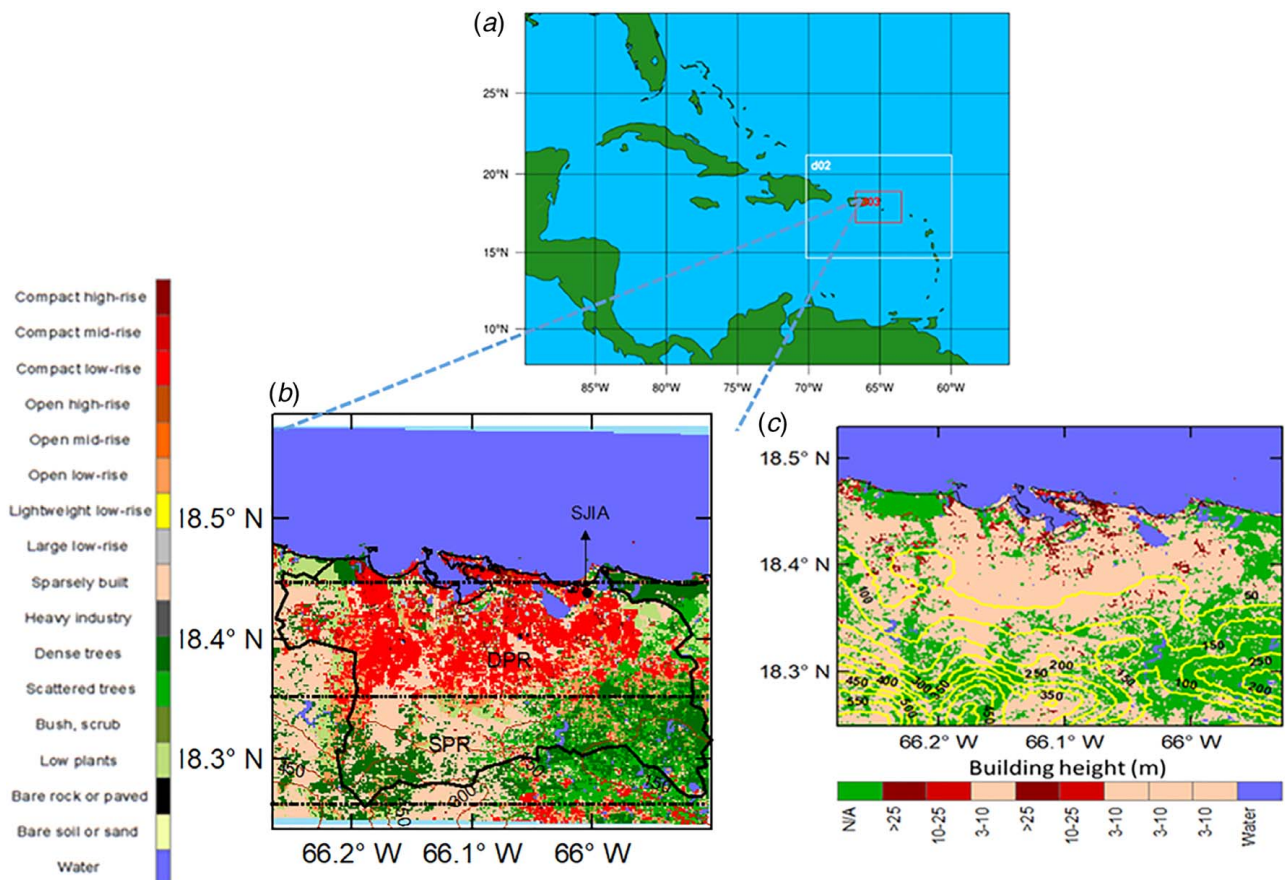 (a)
25°N
20°N
15°N
10°N
d02
85°W
80°W
75°W
70°W
65°W
60°W
Compact high-rise
Compact mid-rise
Compact low-rise
Open high-rise
Open mid-rise
Open low-rise
Lightweight low-rise
Large low-rise
Sparsely built
Heavy industry
Dense trees
Scattered trees
Bush, scrub
Low plants
Bare rock or paved
Bare soil or sand
Water
(b)
18.5° N
18.4° N
18.3° N
SJIA
DPR
SPR
66.2° W
66.1° W
66° W
(c)
18.5° N
18.4° N
18.3° N
400
50
150
250
100
200
200
250
350
150
450
400
66.2° W
66.1° W
66° W
Building height (m)
N/A
>25
10-25
3-10
>25
10-25
3-10
3-10
3-10
Water